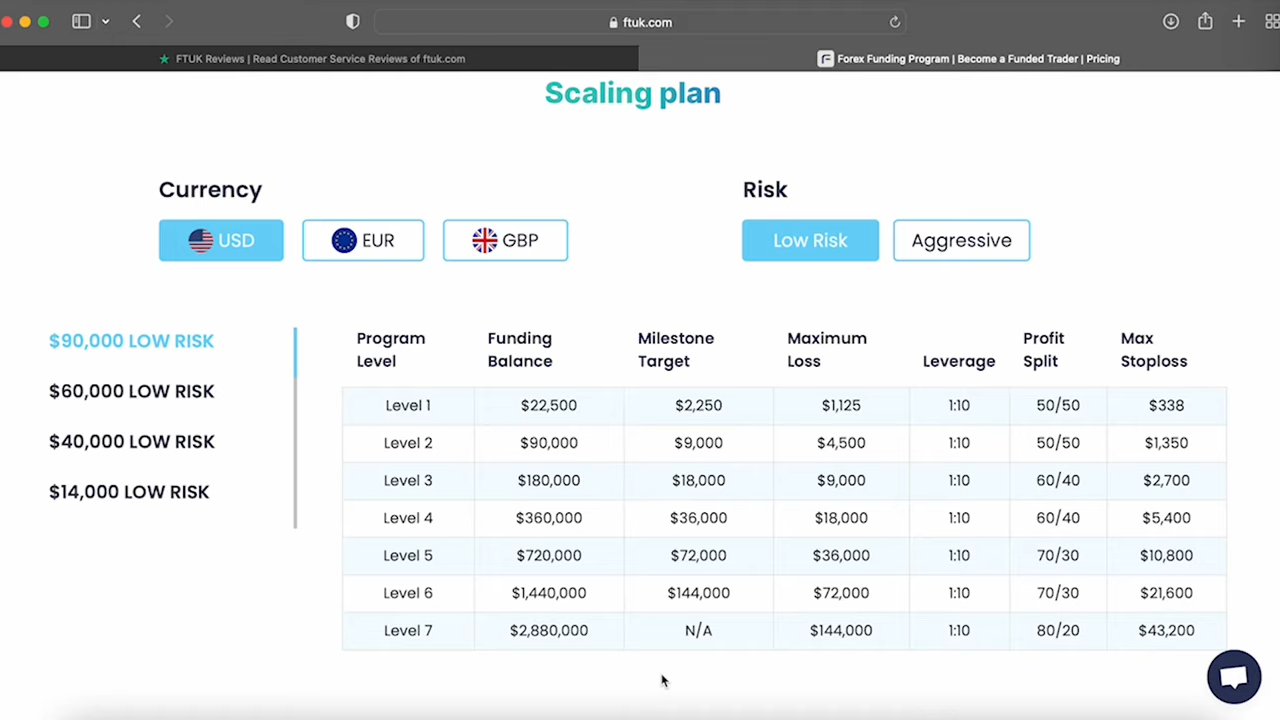 ftuk.com
FTUK Reviews | Read Customer Service Reviews of ftuk.com
Forex Funding Program | Become a Funded Trader | Pricing
Scaling plan
Currency
Risk
USD
EUR
GBP
Low Risk
Aggressive
$90,000 LOW RISK
$60,000 LOW RISK
$40,000 LOW RISK
$14,000 LOW RISK
Program Level Funding Balance Milestone Target Maximum Loss Leverage Profit Split Max Stoploss
Level 1 $22,500 $2,250 $1,125 1:10 50/50 $338
Level 2 $90,000 $9,000 $4,500 1:10 50/50 $1,350
Level 3 $180,000 $18,000 $9,000 1:10 60/40 $2,700
Level 4 $360,000 $36,000 $18,000 1:10 60/40 $5,400
Level 5 $720,000 $72,000 $36,000 1:10 70/30 $10,800
Level 6 $1,440,000 $144,000 $72,000 1:10 70/30 $21,600
Level 7 $2,880,000 N/A $144,000 1:10 80/20 $43,200